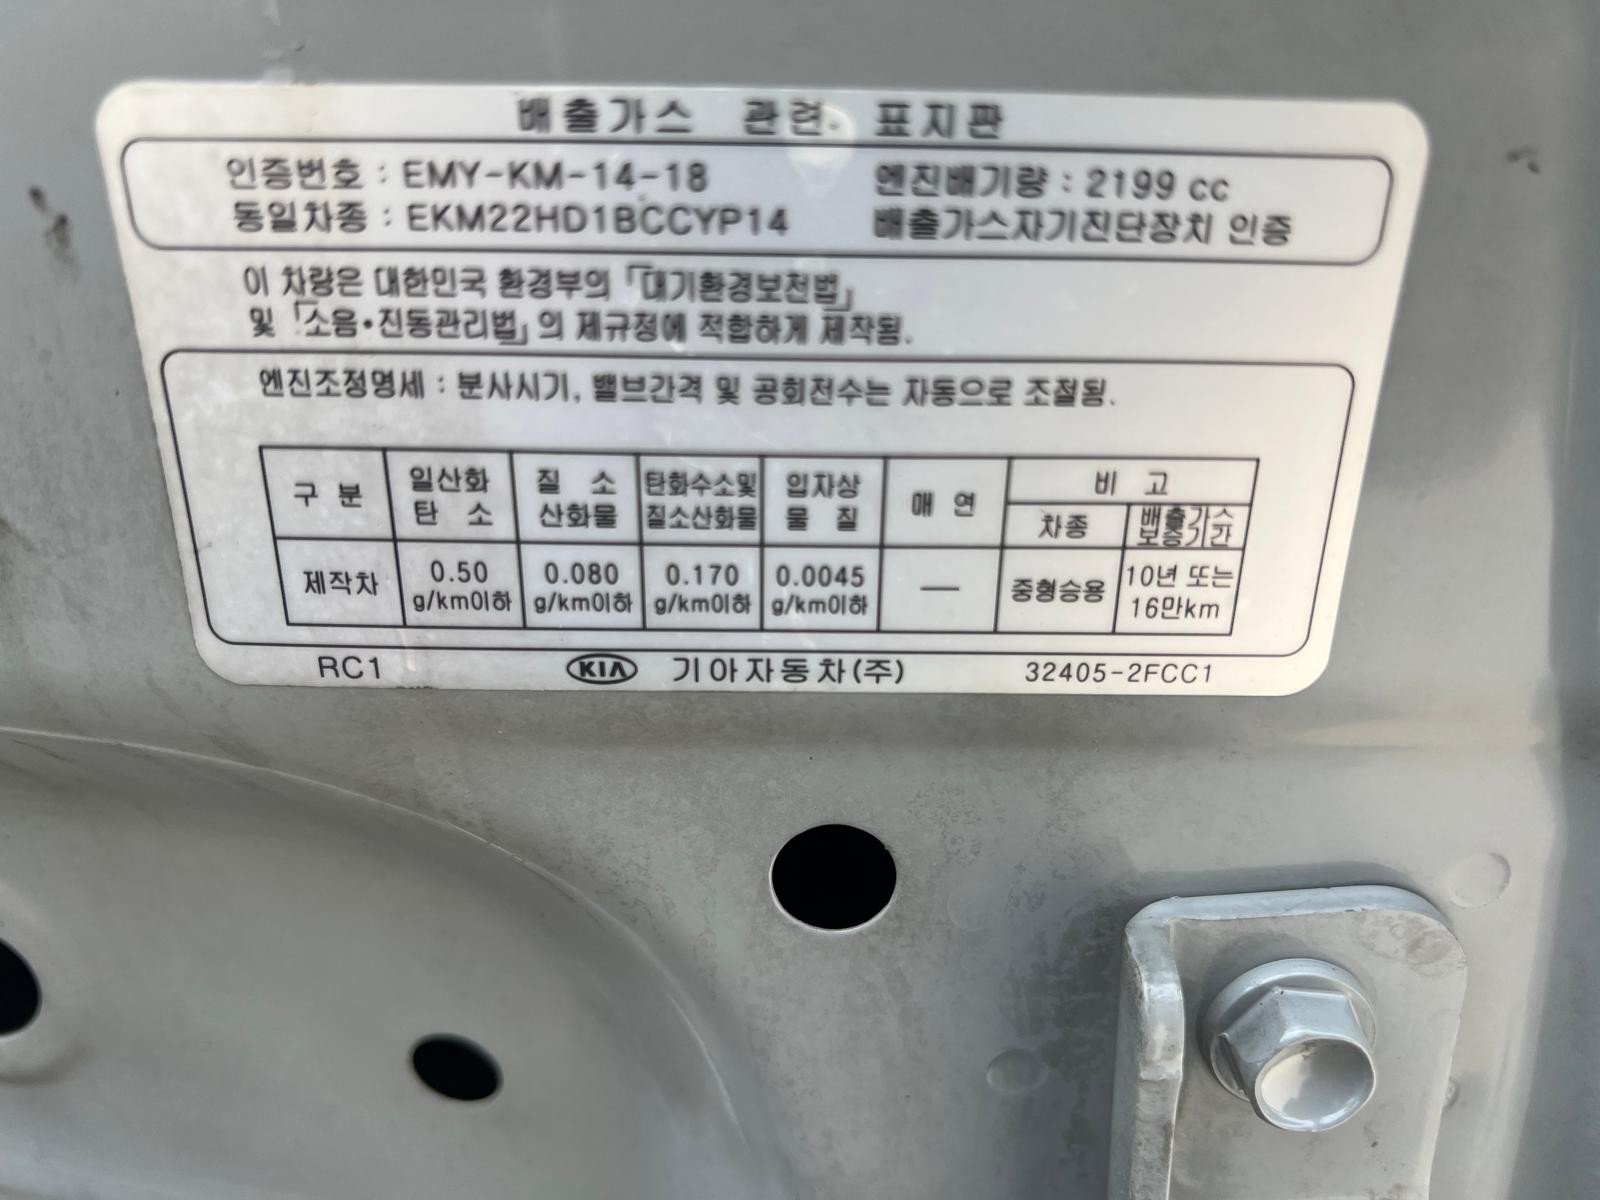 배출가스 관련 표지판
인증번호 : EMY-KM-14-18 엔진배기량 : 2199 cc
동일차종 : EKM22HD1BCCYP14 배출가스자기진단장치 인증
이 차량은 대한민국 환경부의 「대기환경보전법」
및 「소음·진동관리법」의 제규정에 적합하게 제작됨.
엔진조정명세 : 분사시기, 밸브간격 및 공회전수는 자동으로 조절됨.
구 분 일산화 탄 소 질 소 산화물 탄화수소및 질소산화물 입자상 물 질 매 연 비 고
차종 배출가스 보증기간
제작차 0.50 g/km이하 0.080 g/km이하 0.170 g/km이하 0.0045 g/km이하 — 중형승용 10년 또는 16만km
RC1 KIA 기아자동차(주) 32405-2FCC1